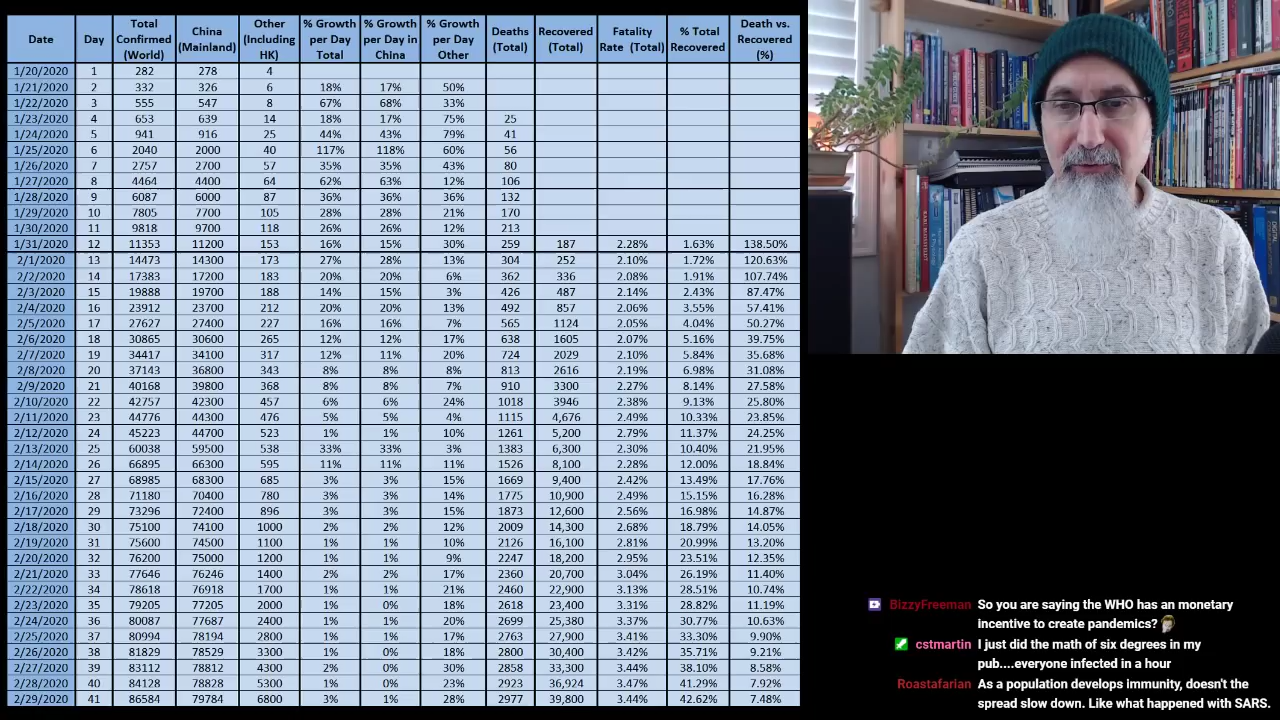 Date Day Total Confirmed (World) China (Mainland) Other (Including HK) % Growth per Day Total % Growth per Day in China % Growth per Day Other Deaths (Total) Recovered (Total) Fatality Rate (Total) % Total Recovered Death vs. Recovered (%)
1/20/2020 1 282 278 4
1/21/2020 2 332 326 6 18% 17% 50%
1/22/2020 3 555 547 8 67% 68% 33%
1/23/2020 4 653 639 14 18% 17% 75% 25
1/24/2020 5 941 916 25 44% 43% 79% 41
1/25/2020 6 2040 2000 40 117% 118% 60% 56
1/26/2020 7 2757 2700 57 35% 35% 43% 80
1/27/2020 8 4464 4400 64 62% 63% 12% 106
1/28/2020 9 6087 6000 87 36% 36% 36% 132
1/29/2020 10 7805 7700 105 28% 28% 21% 170
1/30/2020 11 9818 9700 118 26% 26% 12% 213
1/31/2020 12 11353 11200 153 16% 15% 30% 259 187 2.28% 1.63% 138.50%
2/1/2020 13 14473 14300 173 27% 28% 13% 304 252 2.10% 1.72% 120.63%
2/2/2020 14 17383 17200 183 20% 20% 6% 362 336 2.08% 1.91% 107.74%
2/3/2020 15 19888 19700 188 14% 15% 3% 426 487 2.14% 2.43% 87.47%
2/4/2020 16 23912 23700 212 20% 20% 13% 492 857 2.06% 3.55% 57.41%
2/5/2020 17 27627 27400 227 16% 16% 7% 565 1124 2.05% 4.04% 50.27%
2/6/2020 18 30865 30600 265 12% 12% 17% 638 1605 2.07% 5.16% 39.75%
2/7/2020 19 34417 34100 317 12% 11% 20% 724 2029 2.10% 5.84% 35.68%
2/8/2020 20 37143 36800 343 8% 8% 8% 813 2616 2.19% 6.98% 31.08%
2/9/2020 21 40168 39800 368 8% 8% 7% 910 3300 2.27% 8.14% 27.58%
2/10/2020 22 42757 42300 457 6% 6% 24% 1018 3946 2.38% 9.13% 25.80%
2/11/2020 23 44776 44300 476 5% 5% 4% 1115 4,676 2.49% 10.33% 23.85%
2/12/2020 24 45223 44700 523 1% 1% 10% 1261 5,200 2.79% 11.37% 24.25%
2/13/2020 25 60038 59500 538 33% 33% 3% 1383 6,300 2.30% 10.40% 21.95%
2/14/2020 26 66895 66300 595 11% 11% 11% 1526 8,100 2.28% 12.00% 18.84%
2/15/2020 27 68985 68300 685 3% 3% 15% 1669 9,400 2.42% 13.49% 17.76%
2/16/2020 28 71180 70400 780 3% 3% 14% 1775 10,900 2.49% 15.15% 16.28%
2/17/2020 29 73296 72400 896 3% 3% 15% 1873 12,600 2.56% 16.98% 14.87%
2/18/2020 30 75100 74100 1000 2% 2% 12% 2009 14,300 2.68% 18.79% 14.05%
2/19/2020 31 75600 74500 1100 1% 1% 10% 2126 16,100 2.81% 20.99% 13.20%
2/20/2020 32 76200 75000 1200 1% 1% 9% 2247 18,200 2.95% 23.51% 12.35%
2/21/2020 33 77646 76246 1400 2% 2% 17% 2360 20,700 3.04% 26.19% 11.40%
2/22/2020 34 78618 76918 1700 1% 1% 21% 2460 22,900 3.13% 28.51% 10.74%
2/23/2020 35 79205 77205 2000 1% 0% 18% 2618 23,400 3.31% 28.82% 11.19%
2/24/2020 36 80087 77687 2400 1% 1% 20% 2699 25,380 3.37% 30.77% 10.63%
2/25/2020 37 80994 78194 2800 1% 1% 17% 2763 27,900 3.41% 33.30% 9.90%
2/26/2020 38 81829 78529 3300 1% 0% 18% 2800 30,400 3.42% 35.71% 9.21%
2/27/2020 39 83112 78812 4300 2% 0% 30% 2858 33,300 3.44% 38.10% 8.58%
2/28/2020 40 84128 78828 5300 1% 0% 23% 2923 36,924 3.47% 41.29% 7.92%
2/29/2020 41 86584 79784 6800 3% 1% 28% 2977 39,800 3.44% 42.62% 7.48%
BizzyFreeman So you are saying the WHO has an monetary
incentive to create pandemics?
cstmartin I just did the math of six degrees in my
pub....everyone infected in a hour
Roastafarian As a population develops immunity, doesn't the
spread slow down. Like what happened with SARS.